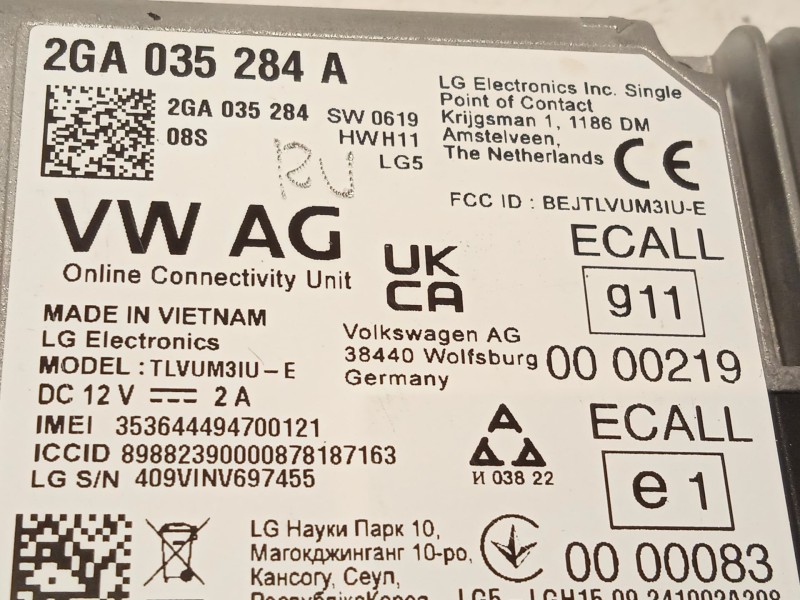 2GA 035 284 A
2GA 035 284
08S
SW 0619
HW H11
LG5
LG Electronics Inc. Single
Point of Contact
Krijgsman 1, 1186 DM
Amstelveen,
The Netherlands
CE
FCC ID : BEJTLVUM3IU-E
VW AG
Online Connectivity Unit
UK
CA
ECALL
g11
00 00219
MADE IN VIETNAM
LG Electronics
MODEL : TLVUM3IU-E
DC 12 V 2 A
Volkswagen AG
38440 Wolfsburg
Germany
IMEI 353644494700121
ICCID 89882390000878187163
LG S/N 409VINV697455
И 038 22
ECALL
e 1
00 00083
LG Науки Парк 10,
Магокджинганг 10-ро,
Кансогу, Сеул,